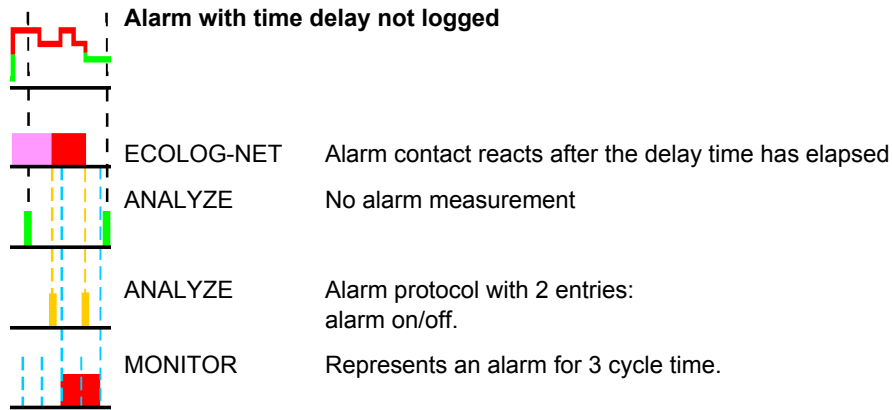 Alarm with time delay not logged
ECOLOG-NET Alarm contact reacts after the delay time has elapsed
ANALYZE No alarm measurement
ANALYZE Alarm protocol with 2 entries:
alarm on/off.
MONITOR Represents an alarm for 3 cycle time.